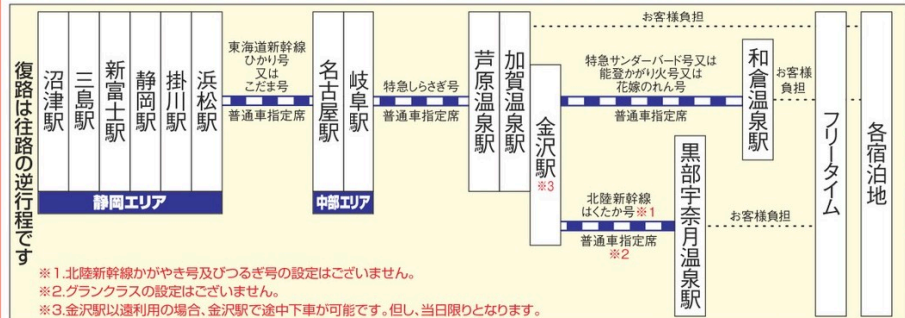 復路は往路の逆行程です
沼津駅
三島駅
新富士駅
静岡駅
掛川駅
浜松駅
静岡エリア
東海道新幹線
ひかり号
又は
こだま号
普通車指定席
名古屋駅
岐阜駅
中部エリア
特急しらさぎ号
普通車指定席
芦原温泉駅
加賀温泉駅
金沢駅
※3
お客様負担
特急サンダーバード号又は
能登かがり火号又は
花嫁のれん号
普通車指定席
和倉温泉駅
お客様
負担
北陸新幹線
はくたか号※1
普通車指定席
※2
黒部宇奈月温泉駅
お客様負担
フリータイム
各宿泊地
※1.北陸新幹線かがやき号及びつるぎ号の設定はございません。
※2.グランクラスの設定はございません。
※3.金沢駅以遠利用の場合、金沢駅で途中下車が可能です。但し、当日限りとなります。